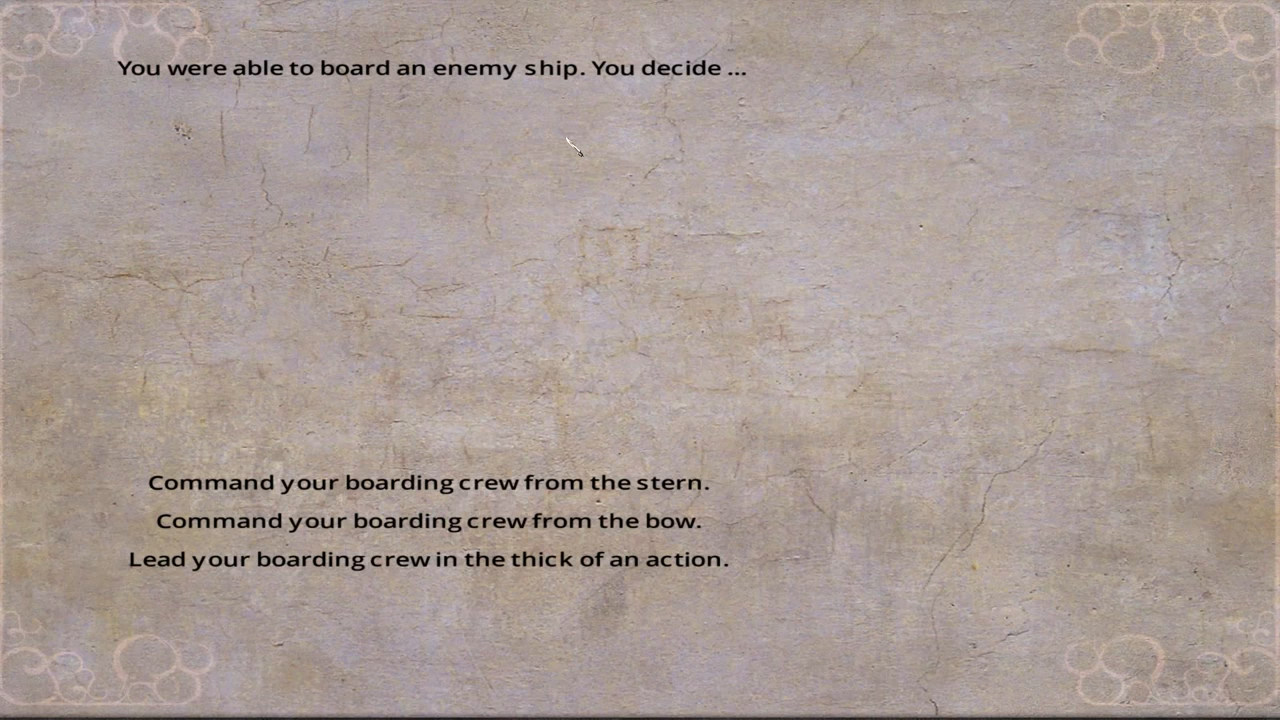 You were able to board an enemy ship. You decide ...
Command your boarding crew from the stern.
Command your boarding crew from the bow.
Lead your boarding crew in the thick of an action.